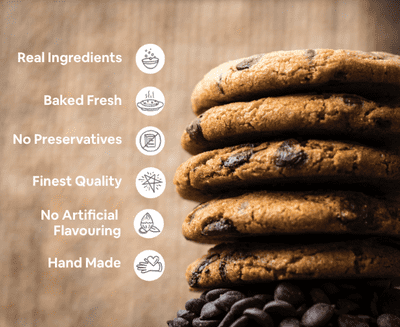 Real Ingredients
Baked Fresh
No Preservatives
Finest Quality
No Artificial
Flavouring
Hand Made